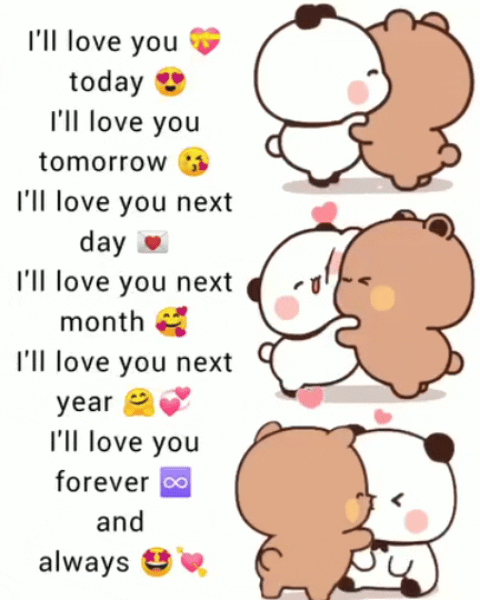 I'll love you 💝
today 😍
I'll love you
tomorrow 😘
I'll love you next
day 💌
I'll love you next
month 🥰
I'll love you next
year 🤗💞
I'll love you
forever ♾️
and
always 🤩💘